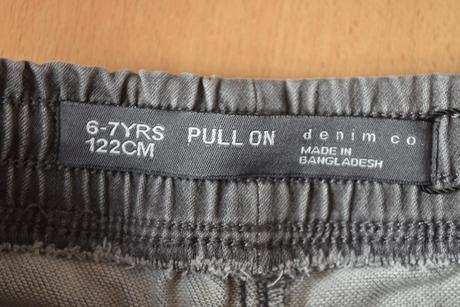 6-7YRS
122CM
PULL ON
denim co.
MADE IN
BANGLADESH